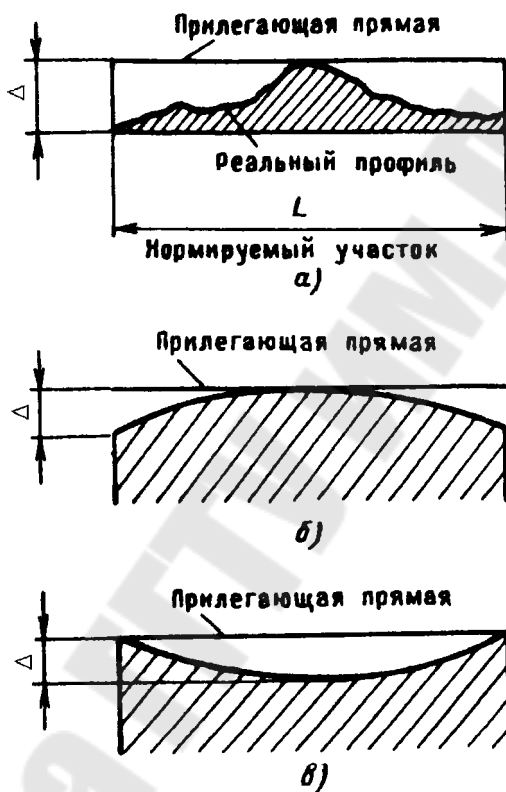 Прилегающая прямая
Δ
Реальный профиль
L
Нормируемый участок
а)
Прилегающая прямая
Δ
б)
Прилегающая прямая
Δ
в)